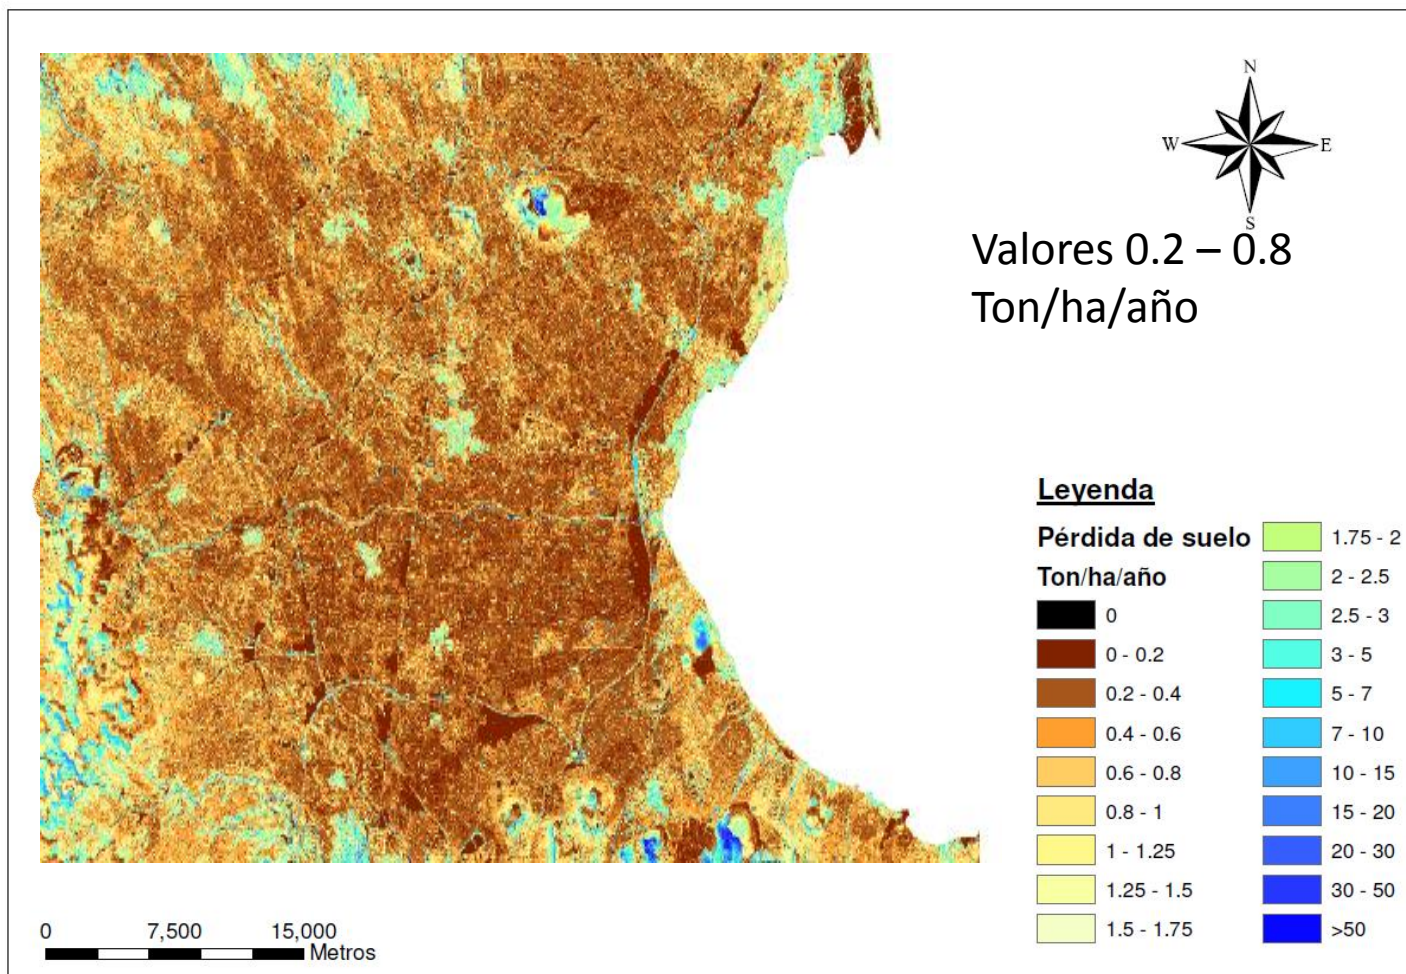 N
W E
S
Valores 0.2 – 0.8
Ton/ha/año
Leyenda
Pérdida de suelo
Ton/ha/año
0
0 - 0.2
0.2 - 0.4
0.4 - 0.6
0.6 - 0.8
0.8 - 1
1 - 1.25
1.25 - 1.5
1.5 - 1.75
1.75 - 2
2 - 2.5
2.5 - 3
3 - 5
5 - 7
7 - 10
10 - 15
15 - 20
20 - 30
30 - 50
>50
0 7,500 15,000
Metros